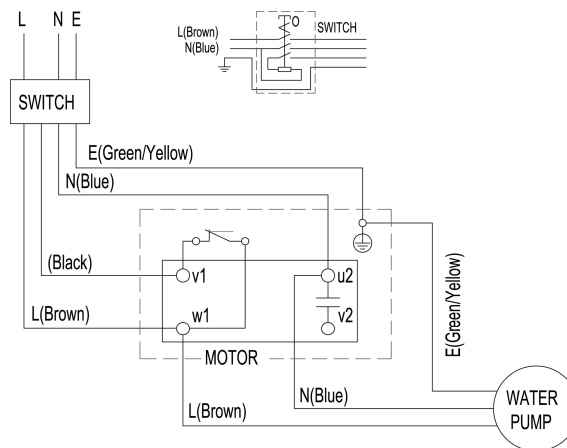 L N E
L(Brown)
N(Blue)
O
SWITCH
SWITCH
E(Green/Yellow)
N(Blue)
(Black)
v1
u2
L(Brown)
w1
v2
MOTOR
E(Green/Yellow)
N(Blue)
L(Brown)
WATER
PUMP